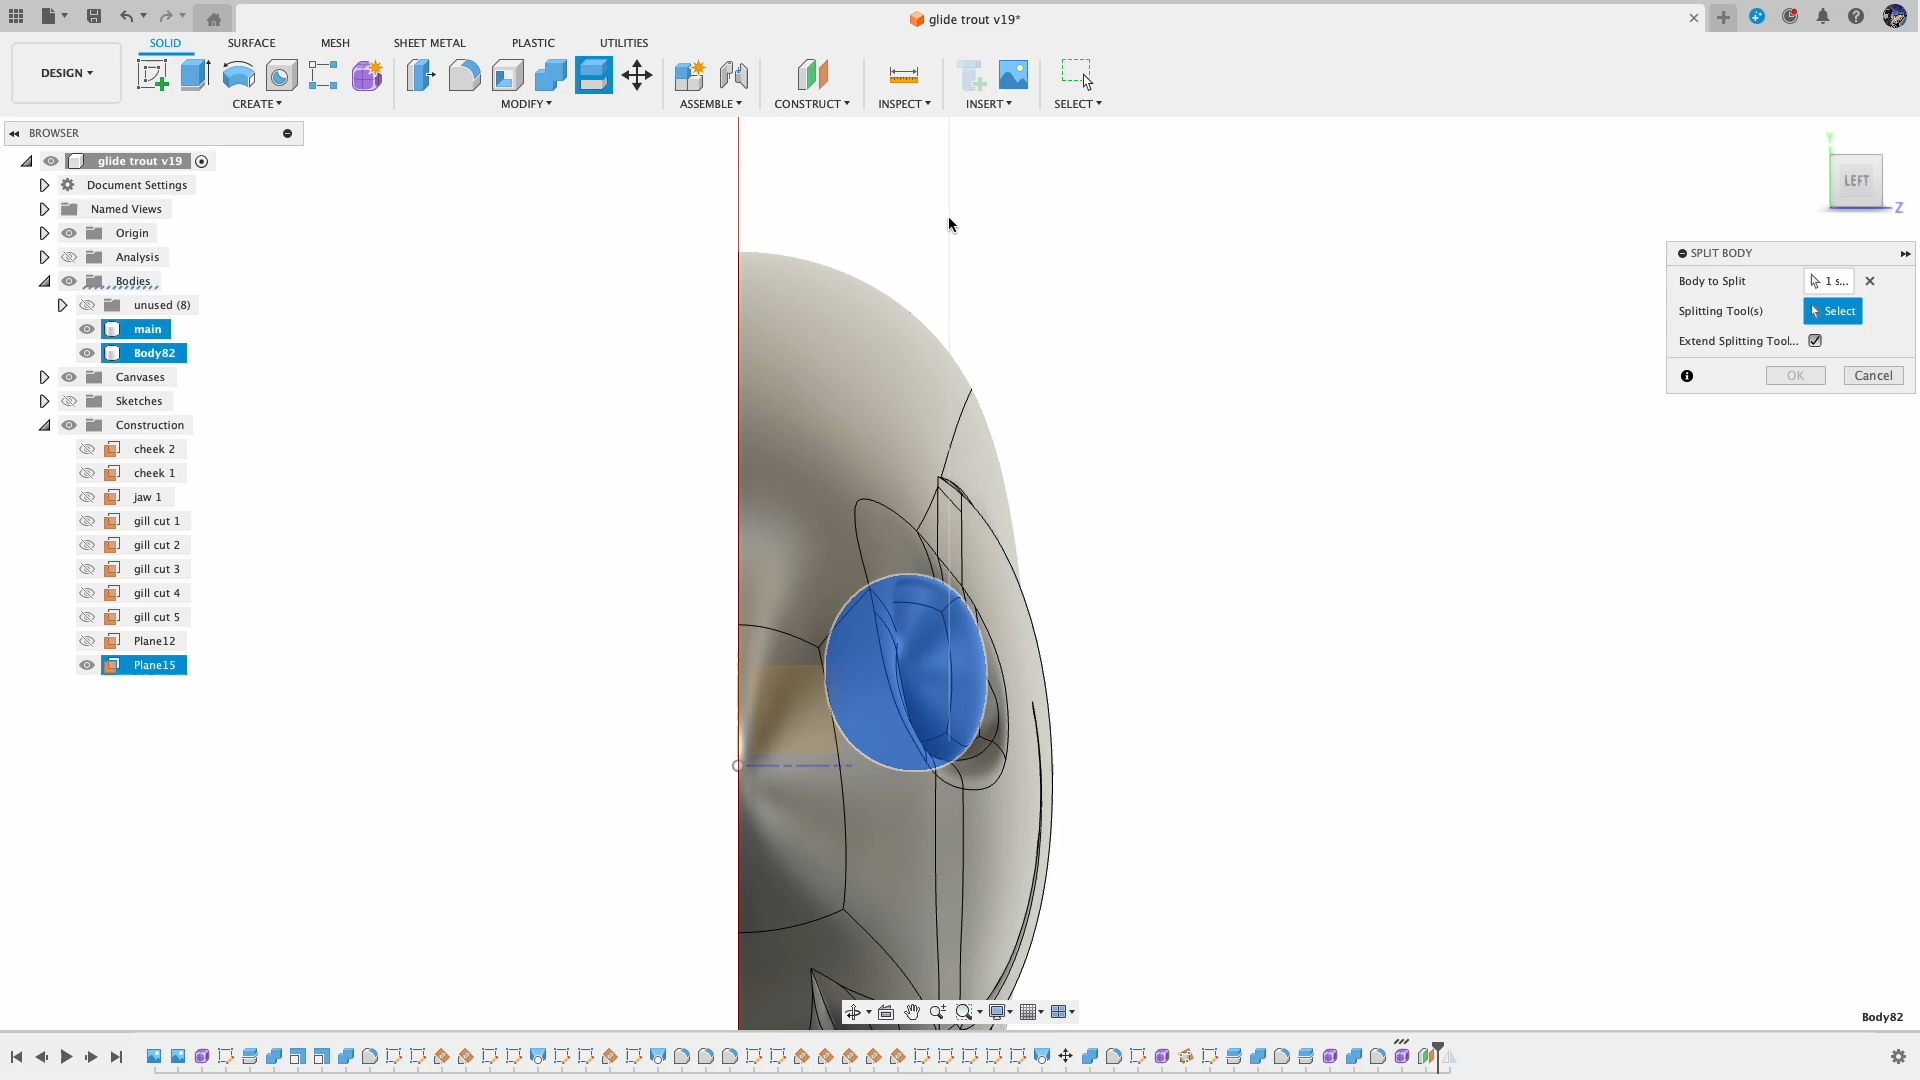 glide trout v19*
DESIGN
SOLID SURFACE MESH SHEET METAL PLASTIC UTILITIES
CREATE MODIFY ASSEMBLE CONSTRUCT INSPECT INSERT SELECT
BROWSER
glide trout v19
Document Settings
Named Views
Origin
Analysis
Bodies
unused (8)
main
Body82
Canvases
Sketches
Construction
cheek 2
cheek 1
jaw 1
gill cut 1
gill cut 2
gill cut 3
gill cut 4
gill cut 5
Plane12
Plane15
Y
LEFT
Z
SPLIT BODY
Body to Split 1 s...
Splitting Tool(s) Select
Extend Splitting Tool...
OK Cancel
Body82